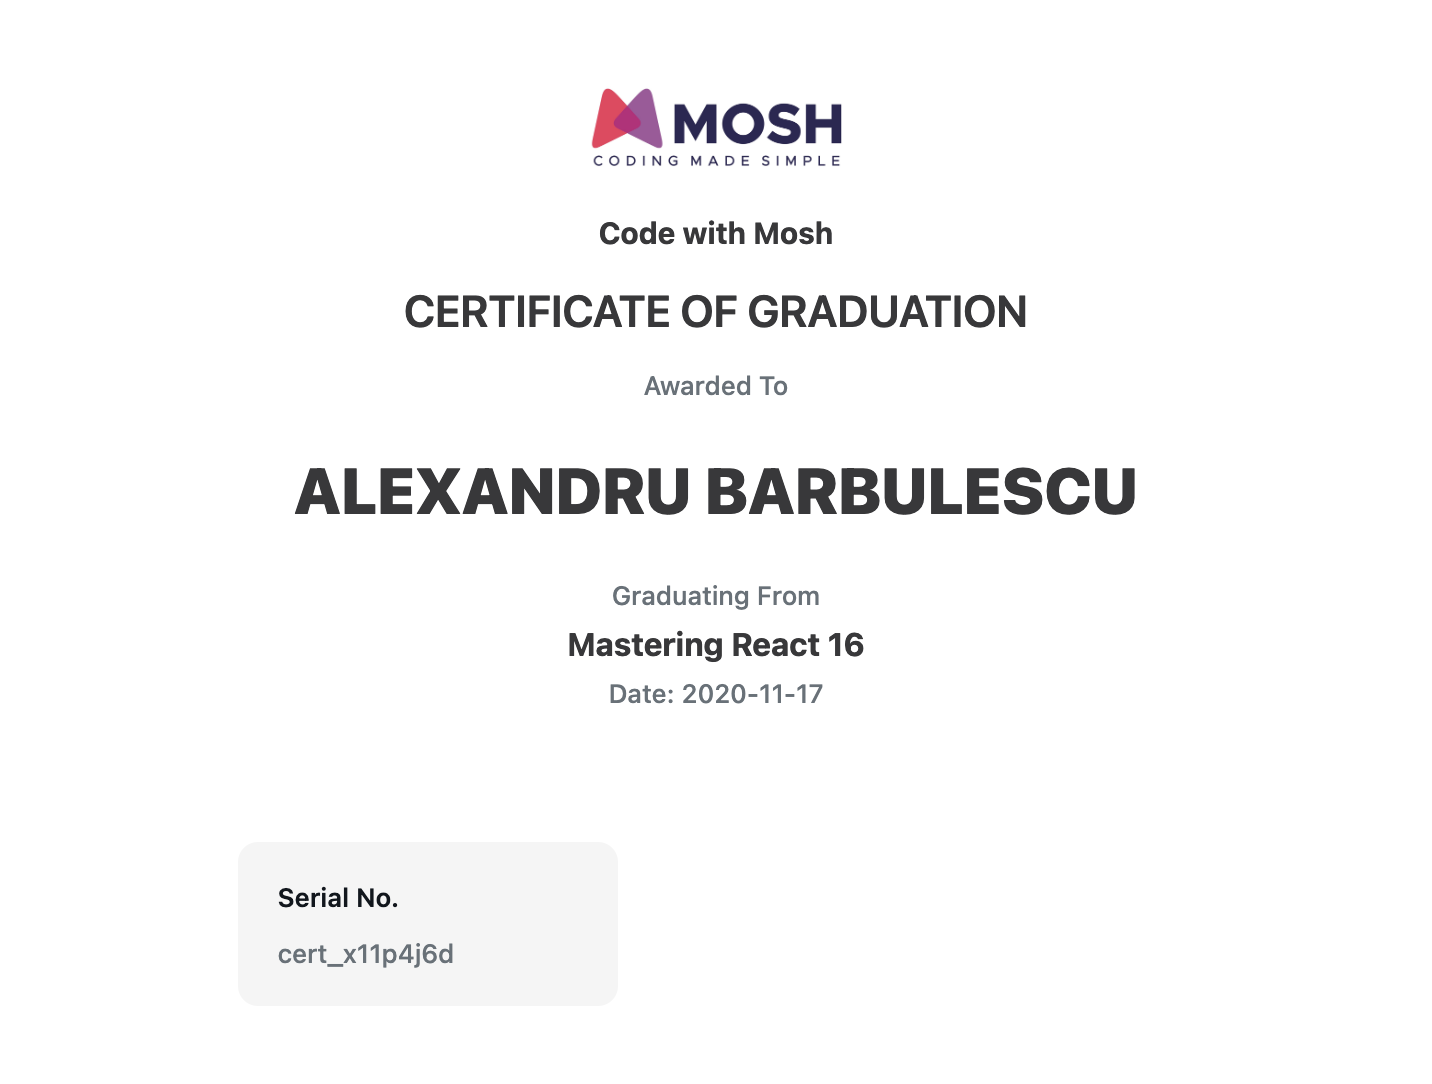 MOSH
CODING MADE SIMPLE
Code with Mosh
CERTIFICATE OF GRADUATION
Awarded To
ALEXANDRU BARBULESCU
Graduating From
Mastering React 16
Date: 2020-11-17
Serial No.
cert_x11p4j6d